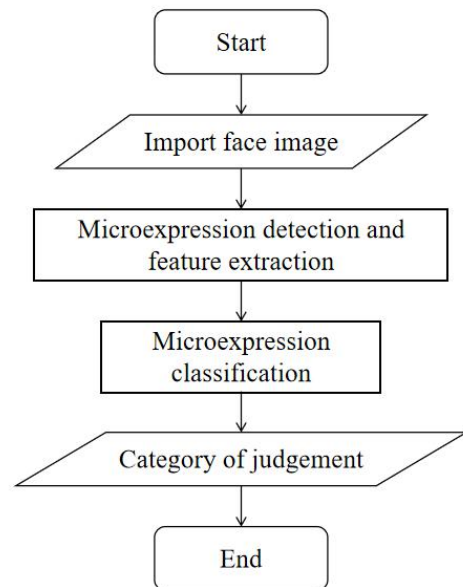 Start
Import face image
Microexpression detection and
feature extraction
Microexpression
classification
Category of judgement
End